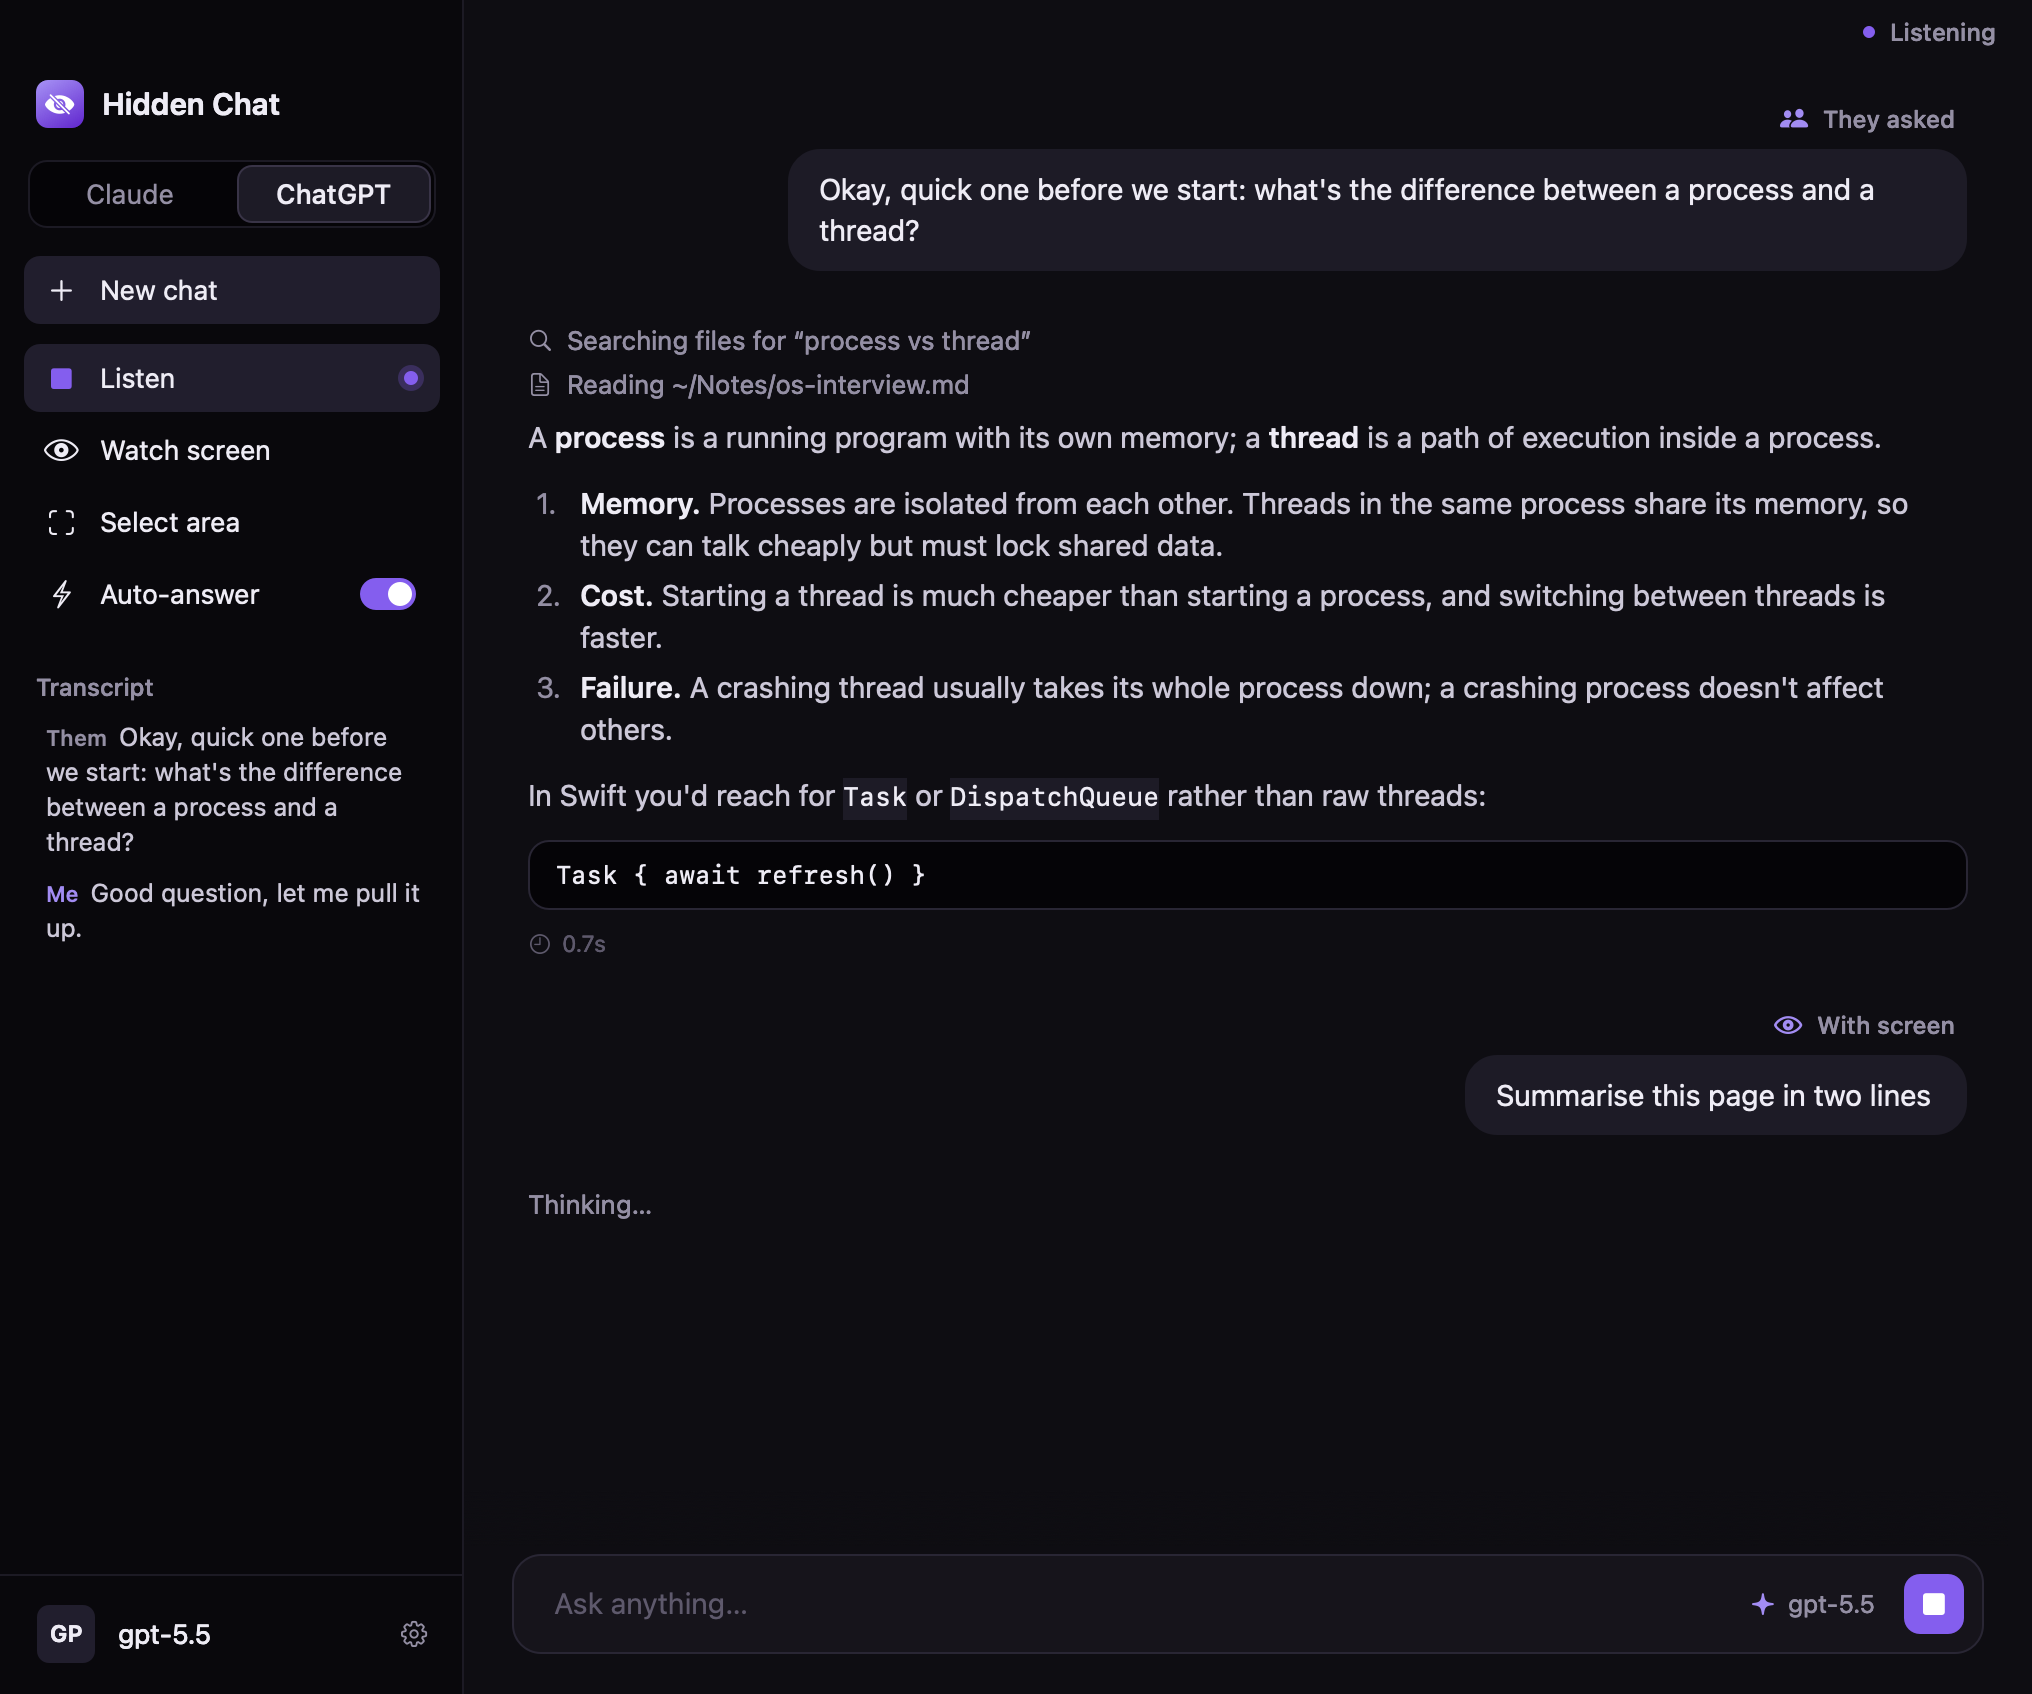 Hidden Chat
Claude
ChatGPT
New chat
Listen
Watch screen
Select area
Auto-answer
Transcript
Them Okay, quick one before
we start: what's the difference
between a process and a
thread?
Me Good question, let me pull it
up.
GP
gpt-5.5
Listening
They asked
Okay, quick one before we start: what's the difference between a process and a
thread?
Searching files for “process vs thread”
Reading ~/Notes/os-interview.md
A process is a running program with its own memory; a thread is a path of execution inside a process.
1. Memory. Processes are isolated from each other. Threads in the same process share its memory, so
they can talk cheaply but must lock shared data.
2. Cost. Starting a thread is much cheaper than starting a process, and switching between threads is
faster.
3. Failure. A crashing thread usually takes its whole process down; a crashing process doesn't affect
others.
In Swift you'd reach for Task or DispatchQueue rather than raw threads:
Task { await refresh() }
0.7s
With screen
Summarise this page in two lines
Thinking...
Ask anything...
gpt-5.5